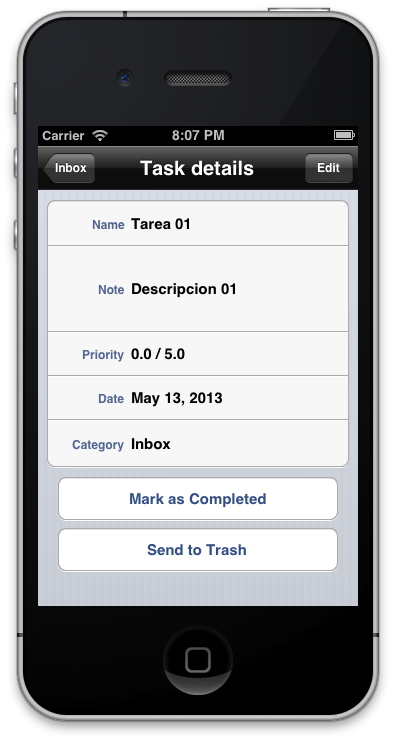 Carrier 8:07 PM
Inbox Task details Edit
Name Tarea 01
Note Descripcion 01
Priority 0.0 / 5.0
Date May 13, 2013
Category Inbox
Mark as Completed
Send to Trash